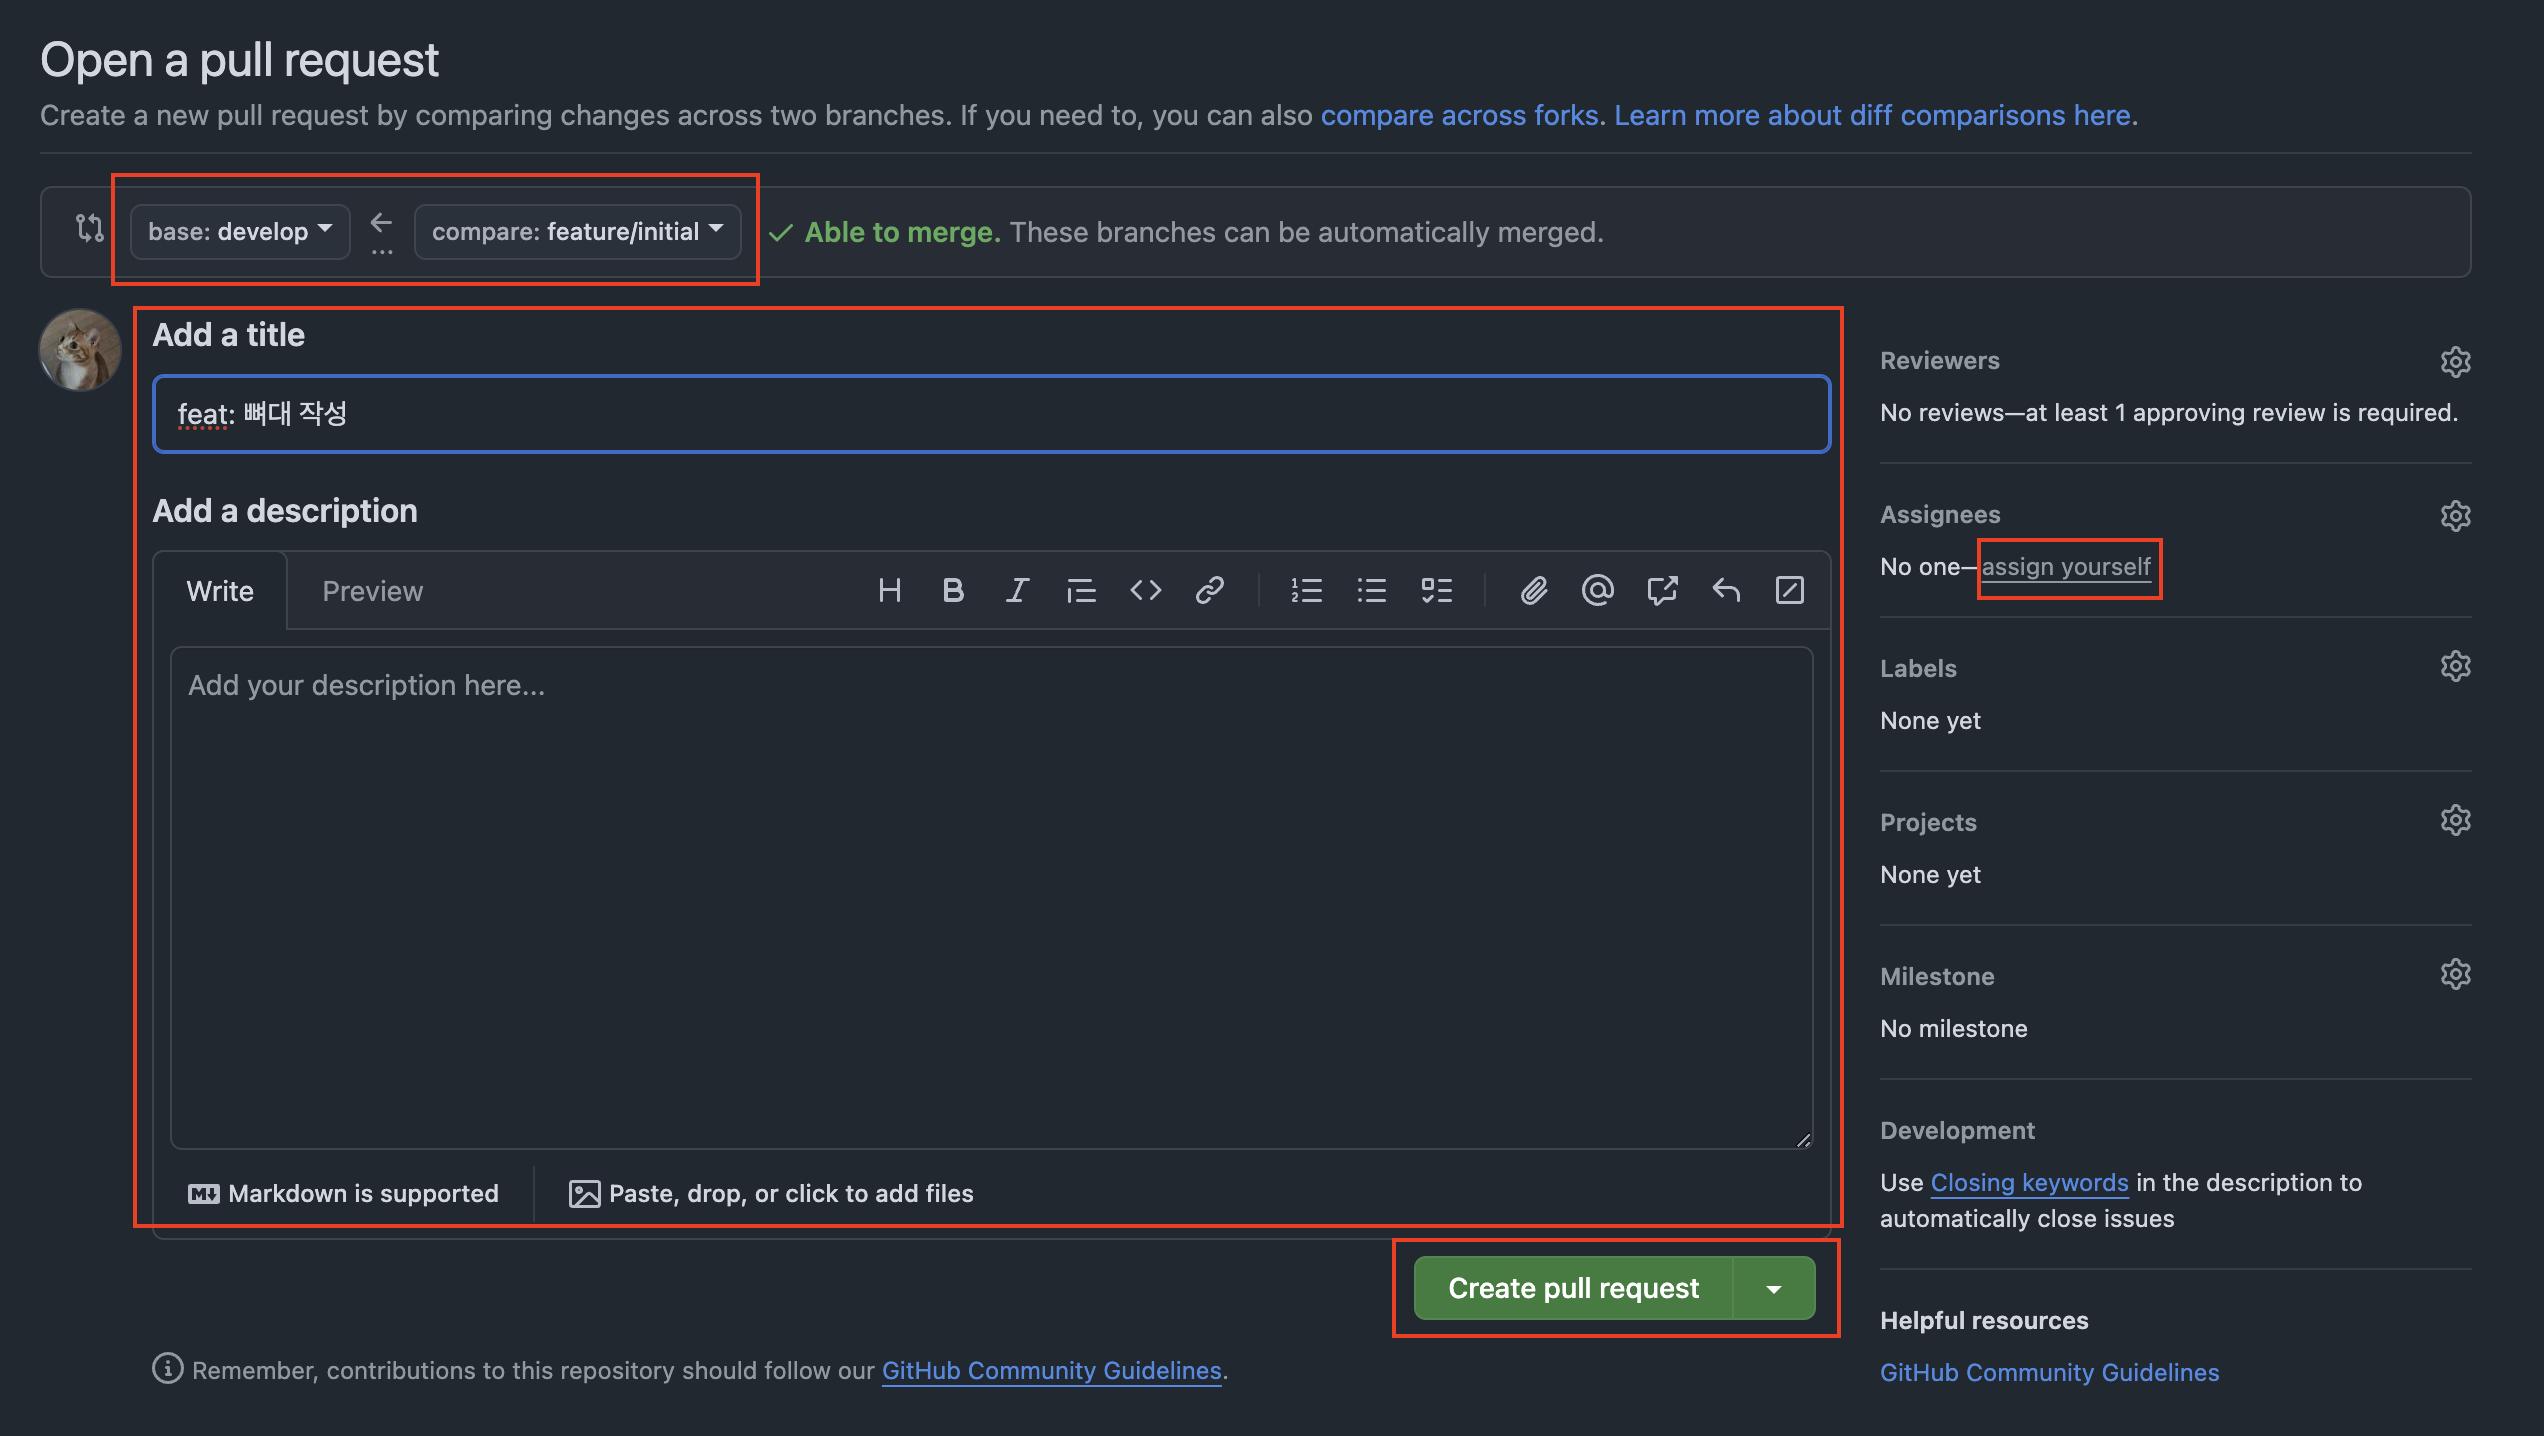 Open a pull request
Create a new pull request by comparing changes across two branches. If you need to, you can also compare across forks. Learn more about diff comparisons here.
base: develop
compare: feature/initial
Able to merge. These branches can be automatically merged.
Add a title
feat: 뼈대 작성
Add a description
Write
Preview
Add your description here...
Markdown is supported
Paste, drop, or click to add files
Create pull request
Remember, contributions to this repository should follow our GitHub Community Guidelines.
Reviewers
No reviews—at least 1 approving review is required.
Assignees
No one—assign yourself
Labels
None yet
Projects
None yet
Milestone
No milestone
Development
Use Closing keywords in the description to
automatically close issues
Helpful resources
GitHub Community Guidelines